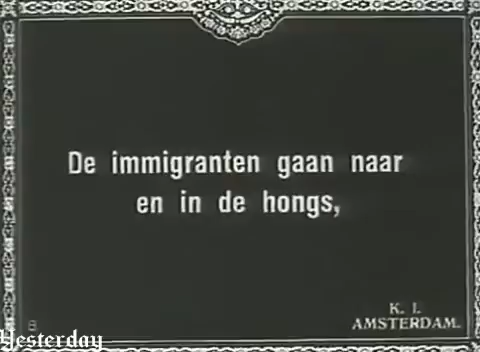 De immigranten gaan naar
en in de hongs,
8
K. I.
AMSTERDAM.
Yesterday